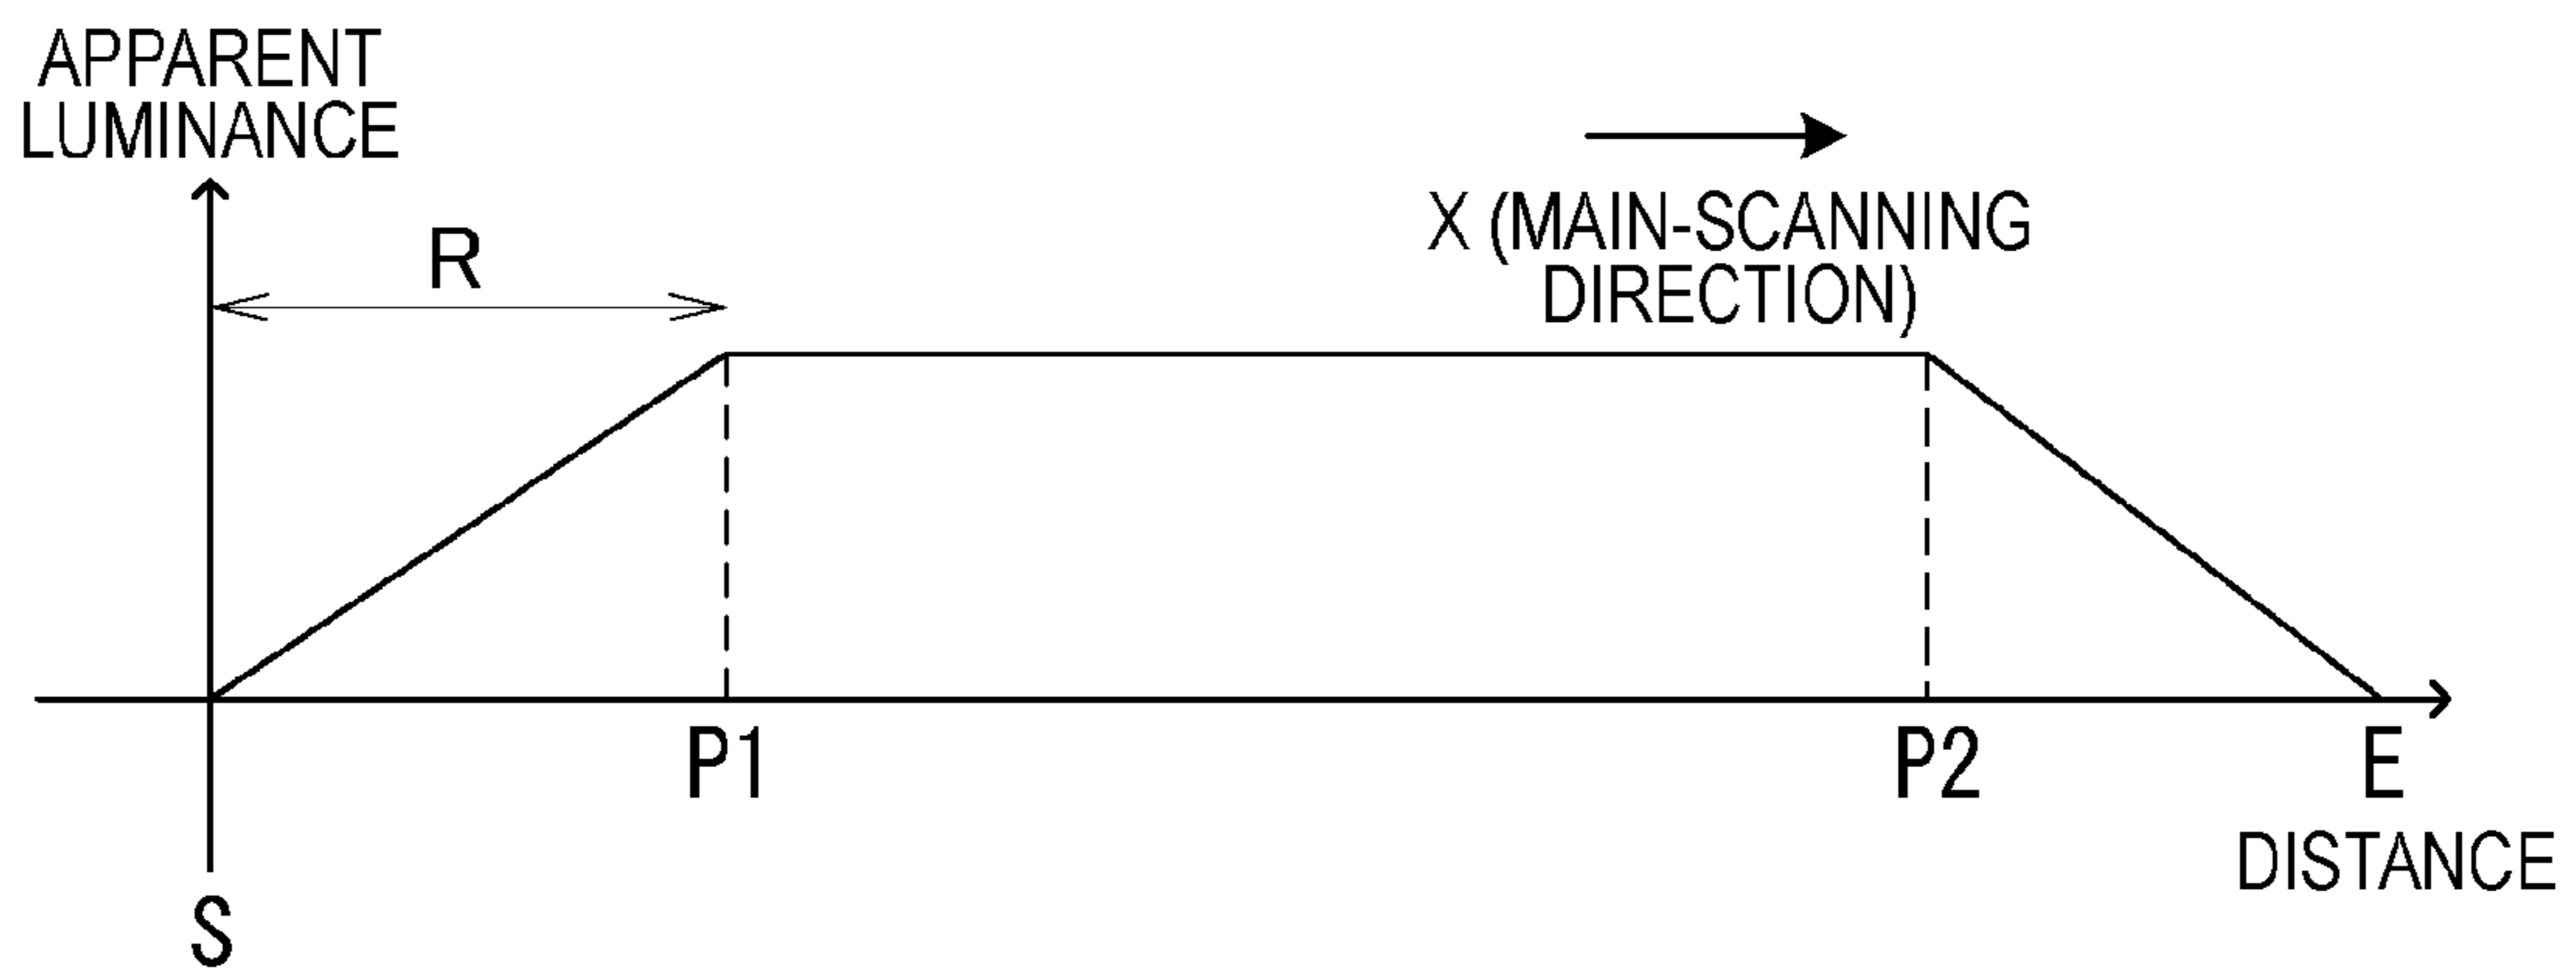 APPARENT
LUMINANCE
R
X (MAIN-SCANNING
DIRECTION)
P1
P2
E
DISTANCE
S